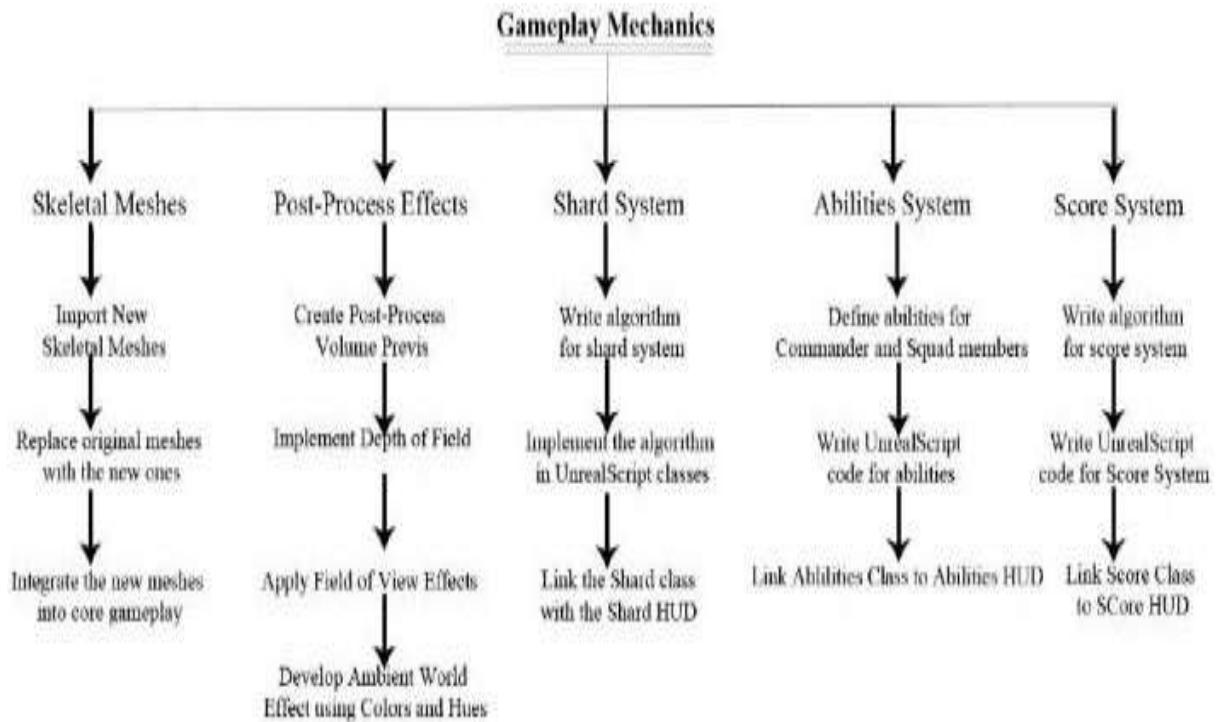 Gameplay Mechanics
Skeletal Meshes
Post-Process Effects
Shard System
Abilities System
Score System
Import New
Skeletal Meshes
Create Post-Process
Volume Previs
Write algorithm
for shard system
Define abilities for
Commander and Squad members
Write algorithm
for score system
Replace original meshes
with the new ones
Implement Depth of Field
Implement the algorithm
in UnrealScript classes
Write UnrealScript
code for abilities
Write UnrealScript
code for Score System
Integrate the new meshes
into core gameplay
Apply Field of View Effects
Link the Shard class
with the Shard HUD
Link Ablilities Class to Abilities HUD
Link Score Class
to SCore HUD
Develop Ambient World
Effect using Colors and Hues